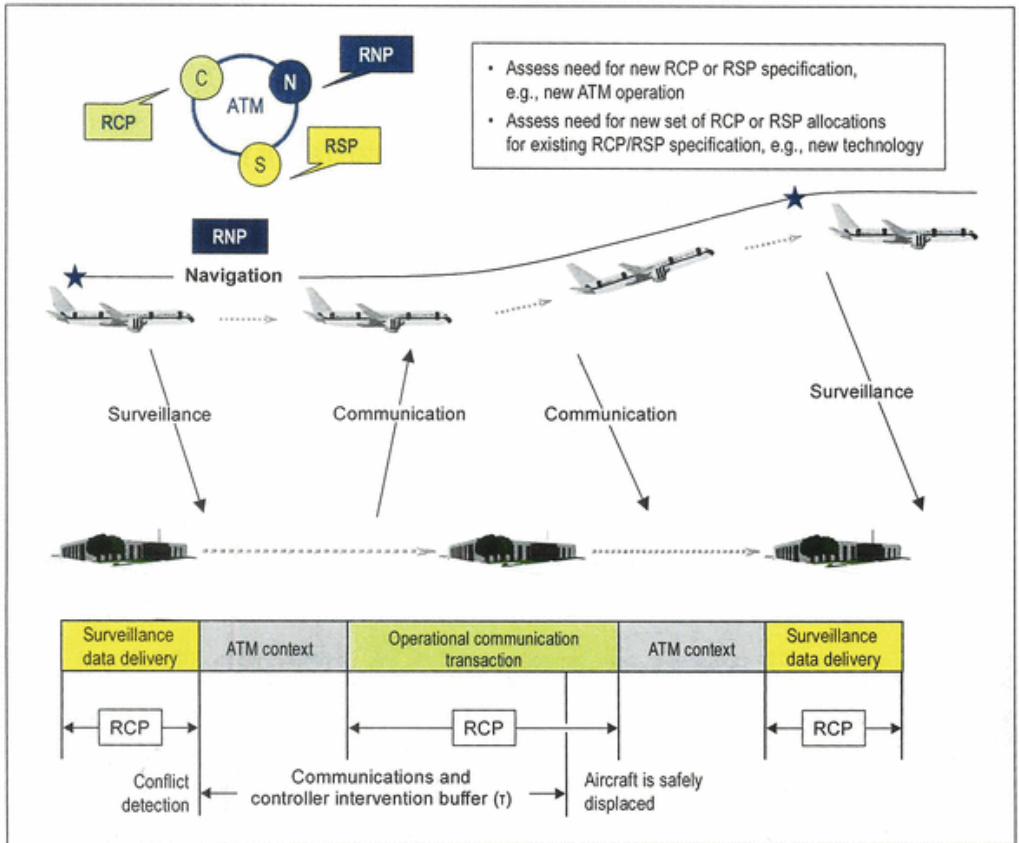 C
N
ATM
S
RNP
RCP
RSP
• Assess need for new RCP or RSP specification,
e.g., new ATM operation
• Assess need for new set of RCP or RSP allocations
for existing RCP/RSP specification, e.g., new technology
RNP
Navigation
Surveillance
Communication
Communication
Surveillance
Surveillance
data delivery
ATM context
Operational communication
transaction
ATM context
Surveillance
data delivery
RCP
RCP
RCP
Conflict
detection
Communications and
controller intervention buffer (τ)
Aircraft is safely
displaced